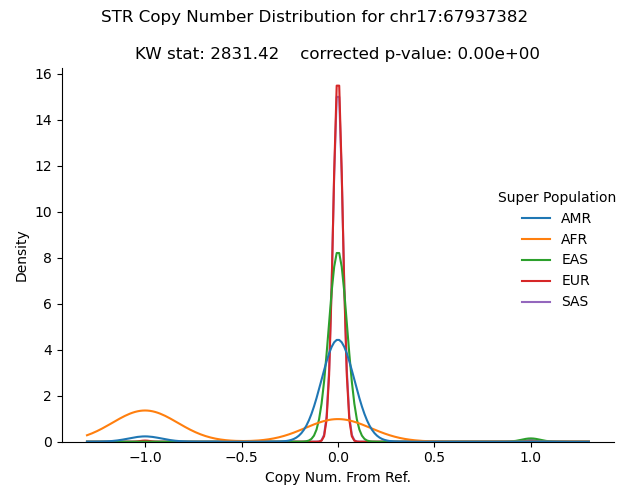 STR Copy Number Distribution for chr17:67937382
KW stat: 2831.42    corrected p-value: 0.00e+00
16
14
12
10
8
6
4
2
0
Density
−1.0
−0.5
0.0
0.5
1.0
Copy Num. From Ref.
Super Population
AMR
AFR
EAS
EUR
SAS